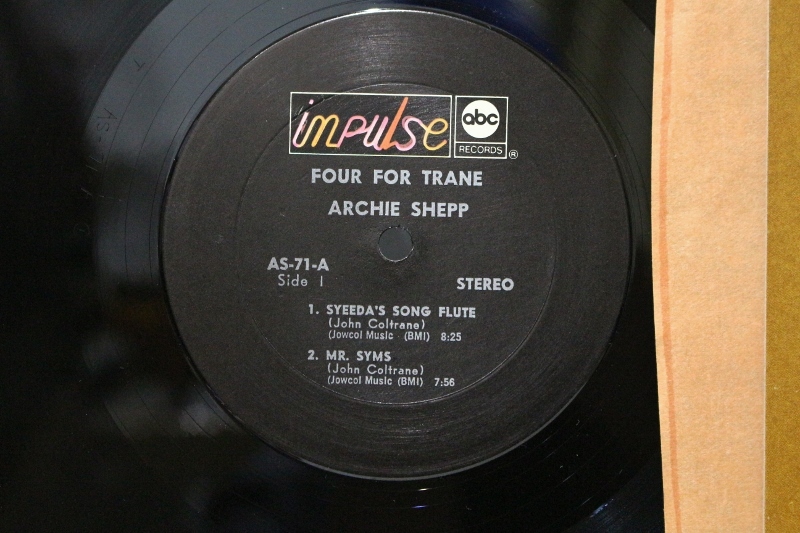 impulse
abc
RECORDS ®
FOUR FOR TRANE
ARCHIE SHEPP
AS-71-A
Side 1
STEREO
1. SYEEDA'S SONG FLUTE
(John Coltrane)
(Jowcol Music (BMI) 8:25
2. MR. SYMS
(John Coltrane)
(Jowcol Music (BMI) 7:56